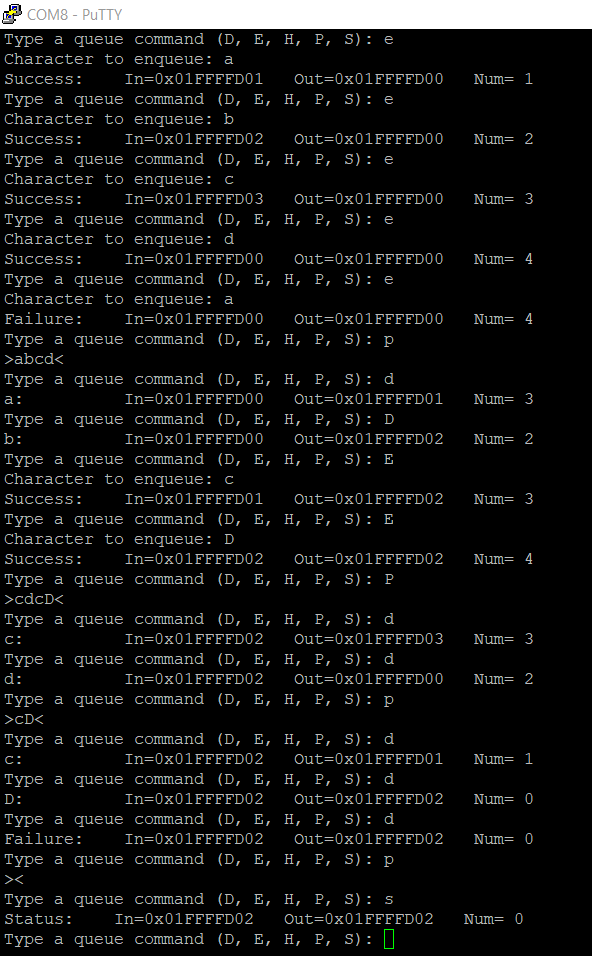 COM8 - PuTTY
Type a queue command (D, E, H, P, S): e
Character to enqueue: a
Success:    In=0x01FFFFD01   Out=0x01FFFFD00   Num= 1
Type a queue command (D, E, H, P, S): e
Character to enqueue: b
Success:    In=0x01FFFFD02   Out=0x01FFFFD00   Num= 2
Type a queue command (D, E, H, P, S): e
Character to enqueue: c
Success:    In=0x01FFFFD03   Out=0x01FFFFD00   Num= 3
Type a queue command (D, E, H, P, S): e
Character to enqueue: d
Success:    In=0x01FFFFD00   Out=0x01FFFFD00   Num= 4
Type a queue command (D, E, H, P, S): e
Character to enqueue: a
Failure:    In=0x01FFFFD00   Out=0x01FFFFD00   Num= 4
Type a queue command (D, E, H, P, S): p
>abcd<
Type a queue command (D, E, H, P, S): d
a:          In=0x01FFFFD00   Out=0x01FFFFD01   Num= 3
Type a queue command (D, E, H, P, S): D
b:          In=0x01FFFFD00   Out=0x01FFFFD02   Num= 2
Type a queue command (D, E, H, P, S): E
Character to enqueue: c
Success:    In=0x01FFFFD01   Out=0x01FFFFD02   Num= 3
Type a queue command (D, E, H, P, S): E
Character to enqueue: D
Success:    In=0x01FFFFD02   Out=0x01FFFFD02   Num= 4
Type a queue command (D, E, H, P, S): P
>cdcD<
Type a queue command (D, E, H, P, S): d
c:          In=0x01FFFFD02   Out=0x01FFFFD03   Num= 3
Type a queue command (D, E, H, P, S): d
d:          In=0x01FFFFD02   Out=0x01FFFFD00   Num= 2
Type a queue command (D, E, H, P, S): p
>cD<
Type a queue command (D, E, H, P, S): d
c:          In=0x01FFFFD02   Out=0x01FFFFD01   Num= 1
Type a queue command (D, E, H, P, S): d
D:          In=0x01FFFFD02   Out=0x01FFFFD02   Num= 0
Type a queue command (D, E, H, P, S): d
Failure:    In=0x01FFFFD02   Out=0x01FFFFD02   Num= 0
Type a queue command (D, E, H, P, S): p
><
Type a queue command (D, E, H, P, S): s
Status:    In=0x01FFFFD02   Out=0x01FFFFD02   Num= 0
Type a queue command (D, E, H, P, S):